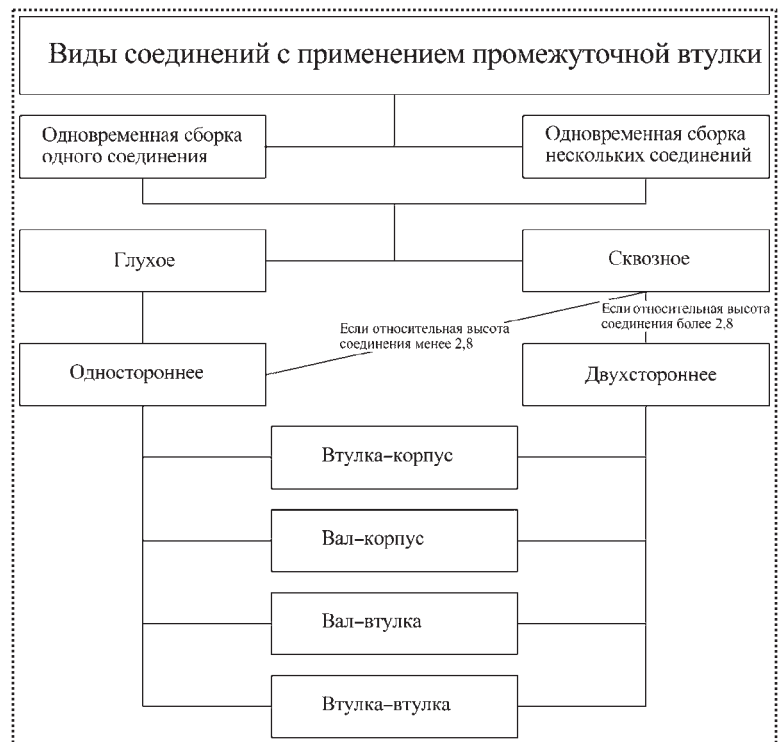 Виды соединений с применением промежуточной втулки
Одновременная сборка
одного соединения
Одновременная сборка
нескольких соединений
Глухое
Сквозное
Если относительная высота
соединения менее 2,8
Если относительная высота
соединения более 2,8
Одностороннее
Двухстороннее
Втулка–корпус
Вал–корпус
Вал–втулка
Втулка–втулка